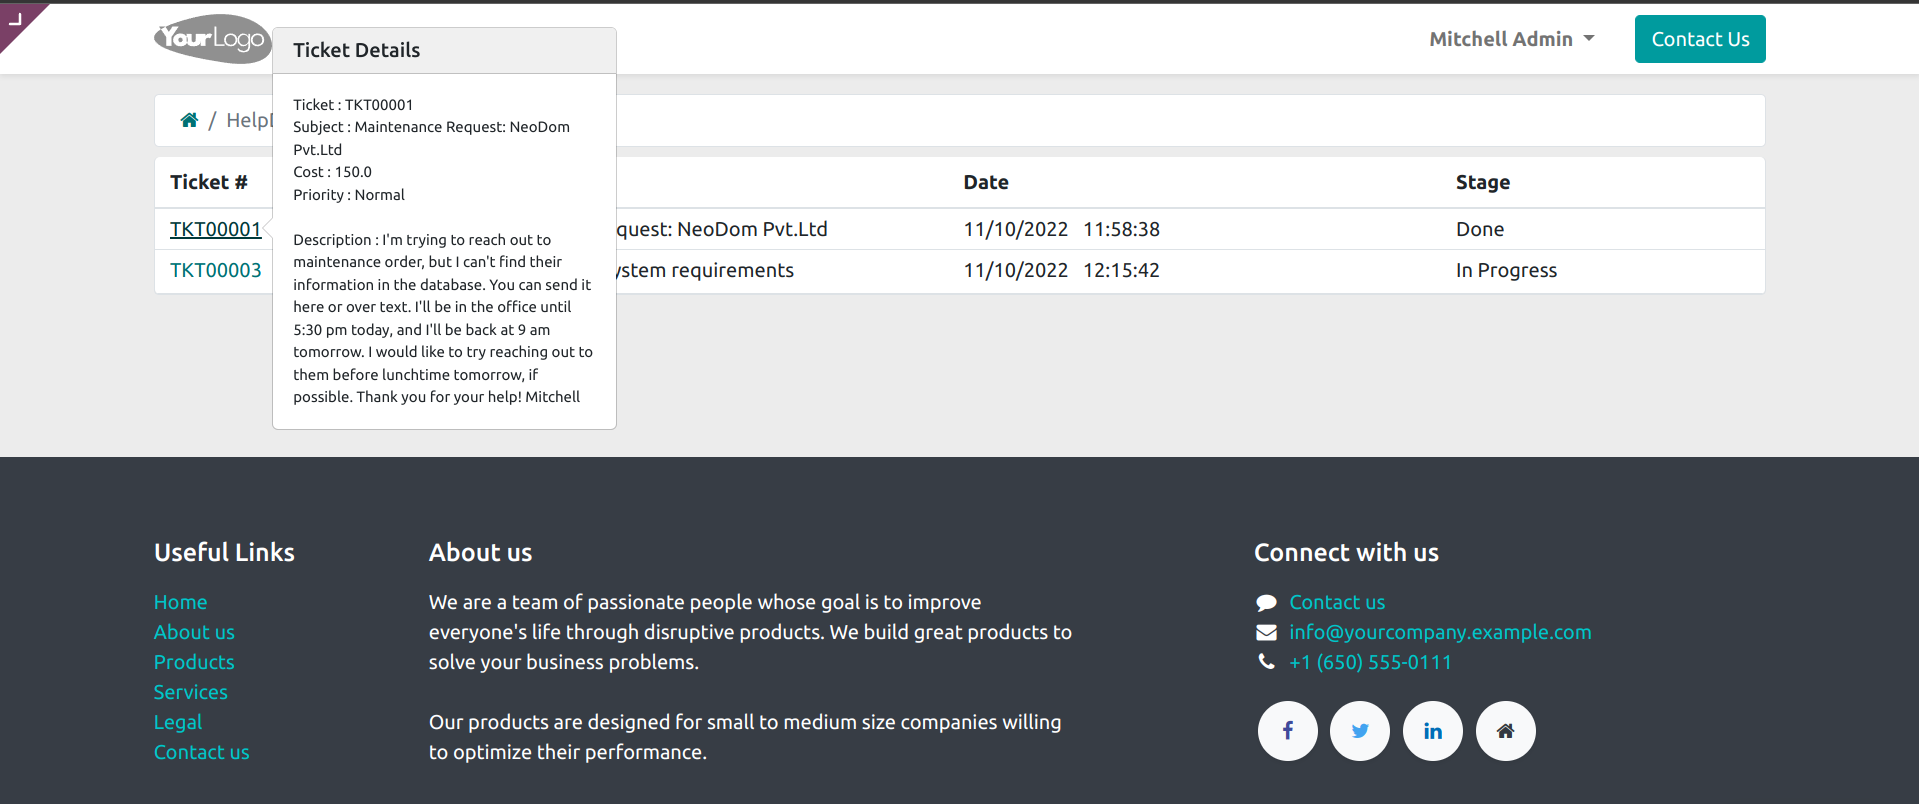 YourLogo
Mitchell Admin
Contact Us
Ticket Details
Ticket : TKT00001
Subject : Maintenance Request: NeoDom
Pvt.Ltd
Cost : 150.0
Priority : Normal
Description : I'm trying to reach out to
maintenance order, but I can't find their
information in the database. You can send it
here or over text. I'll be in the office until
5:30 pm today, and I'll be back at 9 am
tomorrow. I would like to try reaching out to
them before lunchtime tomorrow, if
possible. Thank you for your help! Mitchell
/
Ticket # Date Stage
TKT00001 NeoDom Pvt.Ltd 11/10/2022 11:58:38 Done
TKT00003 requirements 11/10/2022 12:15:42 In Progress
Useful Links
Home
About us
Products
Services
Legal
Contact us
About us
We are a team of passionate people whose goal is to improve
everyone's life through disruptive products. We build great products to
solve your business problems.
Our products are designed for small to medium size companies willing
to optimize their performance.
Connect with us
Contact us
info@yourcompany.example.com
+1 (650) 555-0111